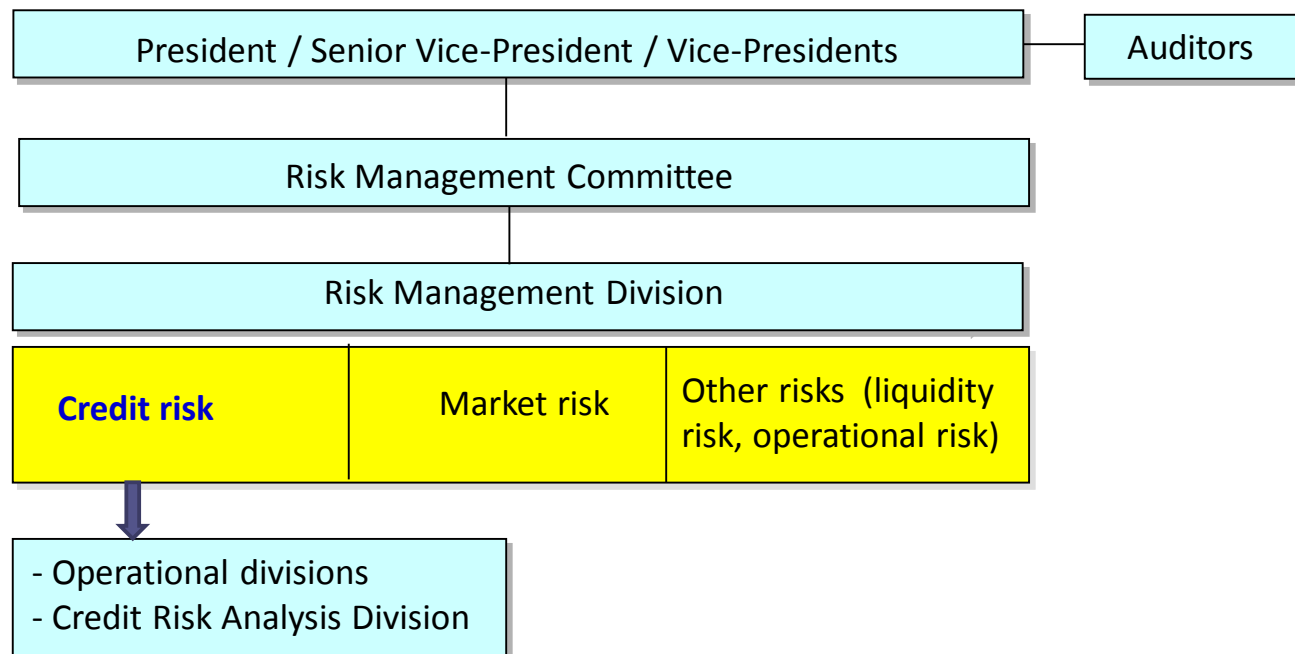 President / Senior Vice-President / Vice-Presidents
Auditors
Risk Management Committee
Risk Management Division
Credit risk
Market risk
Other risks (liquidity
risk, operational risk)
- Operational divisions
- Credit Risk Analysis Division